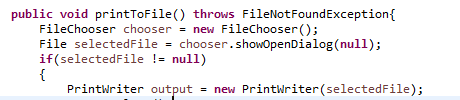 public void printToFile() throws FileNotFoundException{
FileChooser chooser = new FileChooser();
File selectedFile = chooser.showOpenDialog(null);
if(selectedFile != null)
{
PrintWriter output = new PrintWriter(selectedFile);